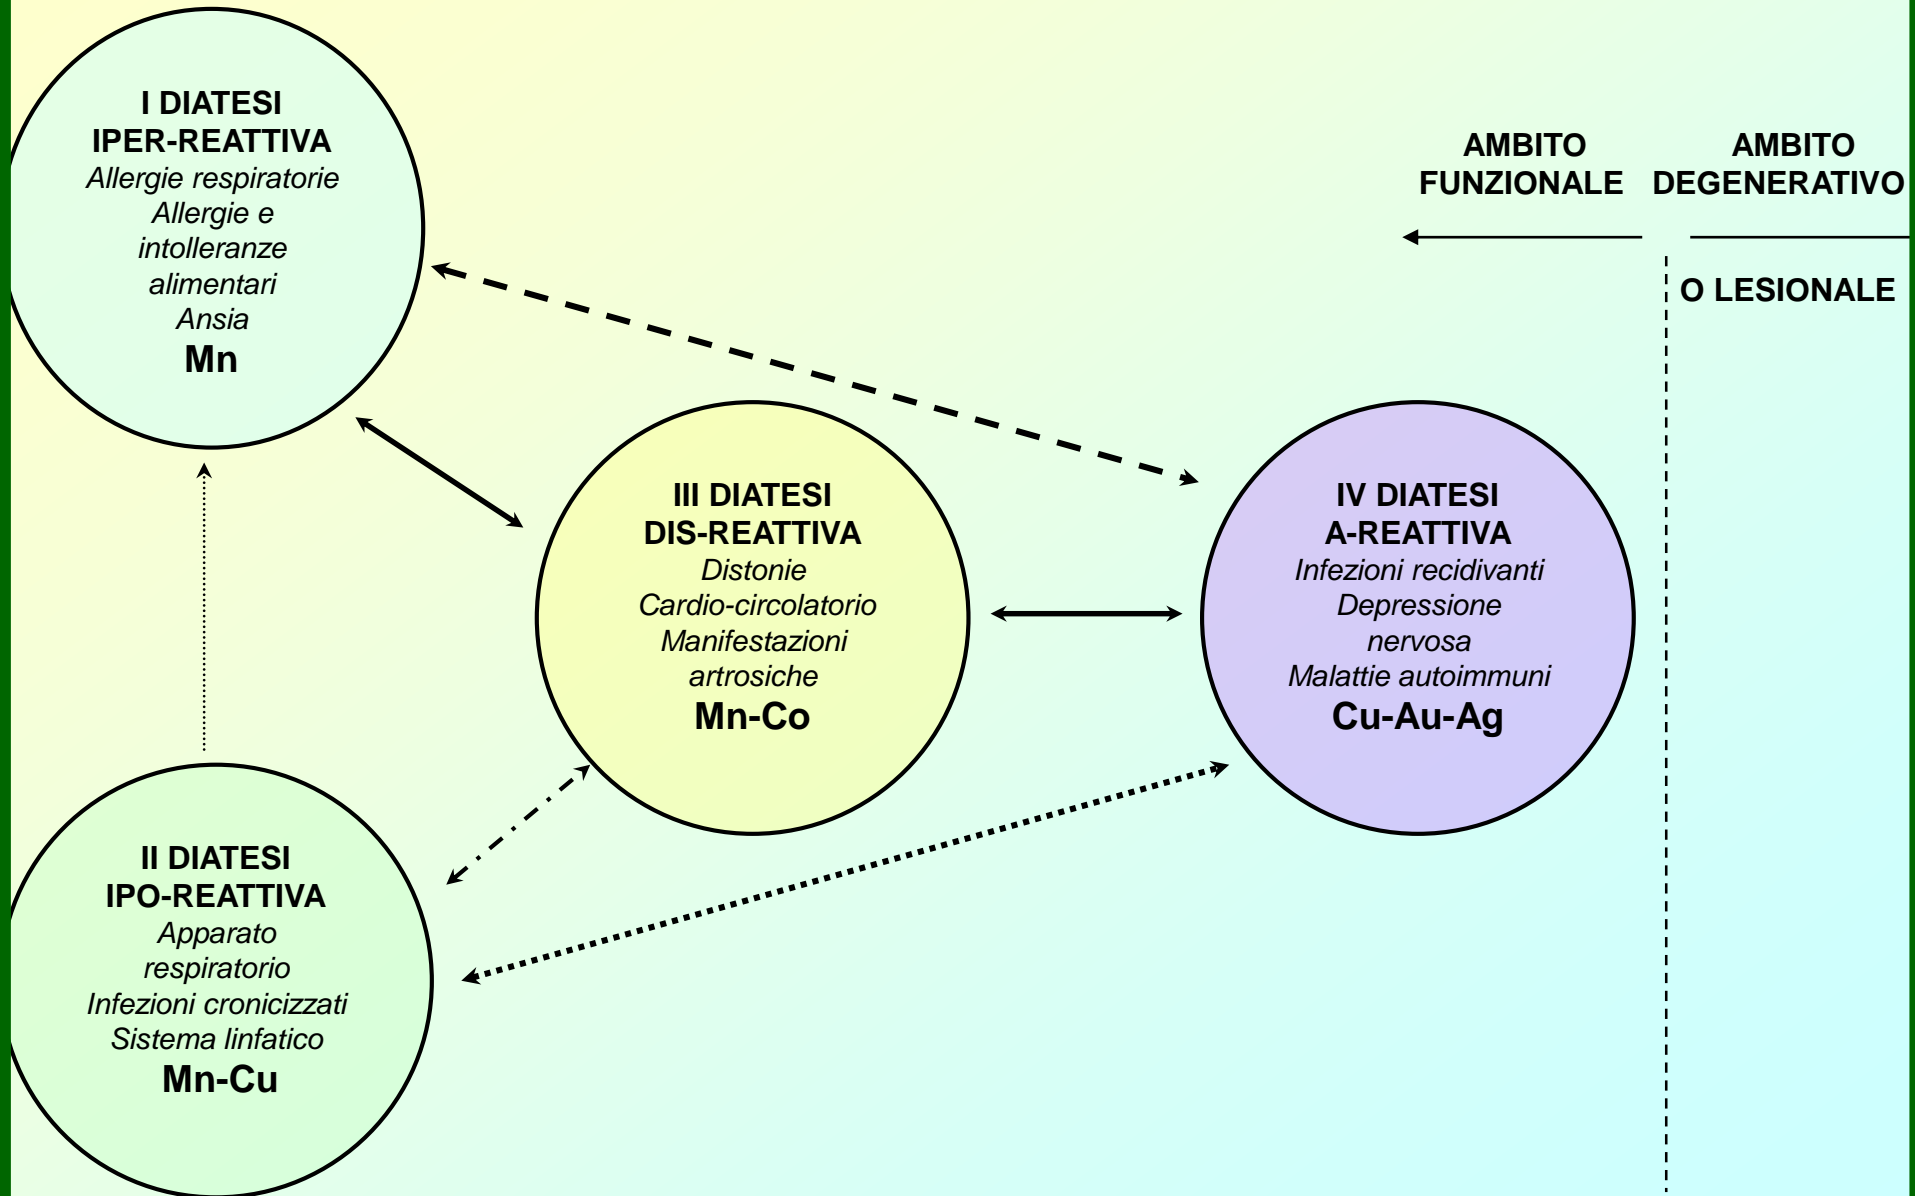 I DIATESI
IPER-REATTIVA
Allergie respiratorie
Allergie e
intolleranze
alimentari
Ansia
Mn
AMBITO
FUNZIONALE
AMBITO
DEGENERATIVO
O LESIONALE
III DIATESI
DIS-REATTIVA
Distonie
Cardio-circolatorio
Manifestazioni
artrosiche
Mn-Co
IV DIATESI
A-REATTIVA
Infezioni recidivanti
Depressione
nervosa
Malattie autoimmuni
Cu-Au-Ag
II DIATESI
IPO-REATTIVA
Apparato
respiratorio
Infezioni cronicizzati
Sistema linfatico
Mn-Cu